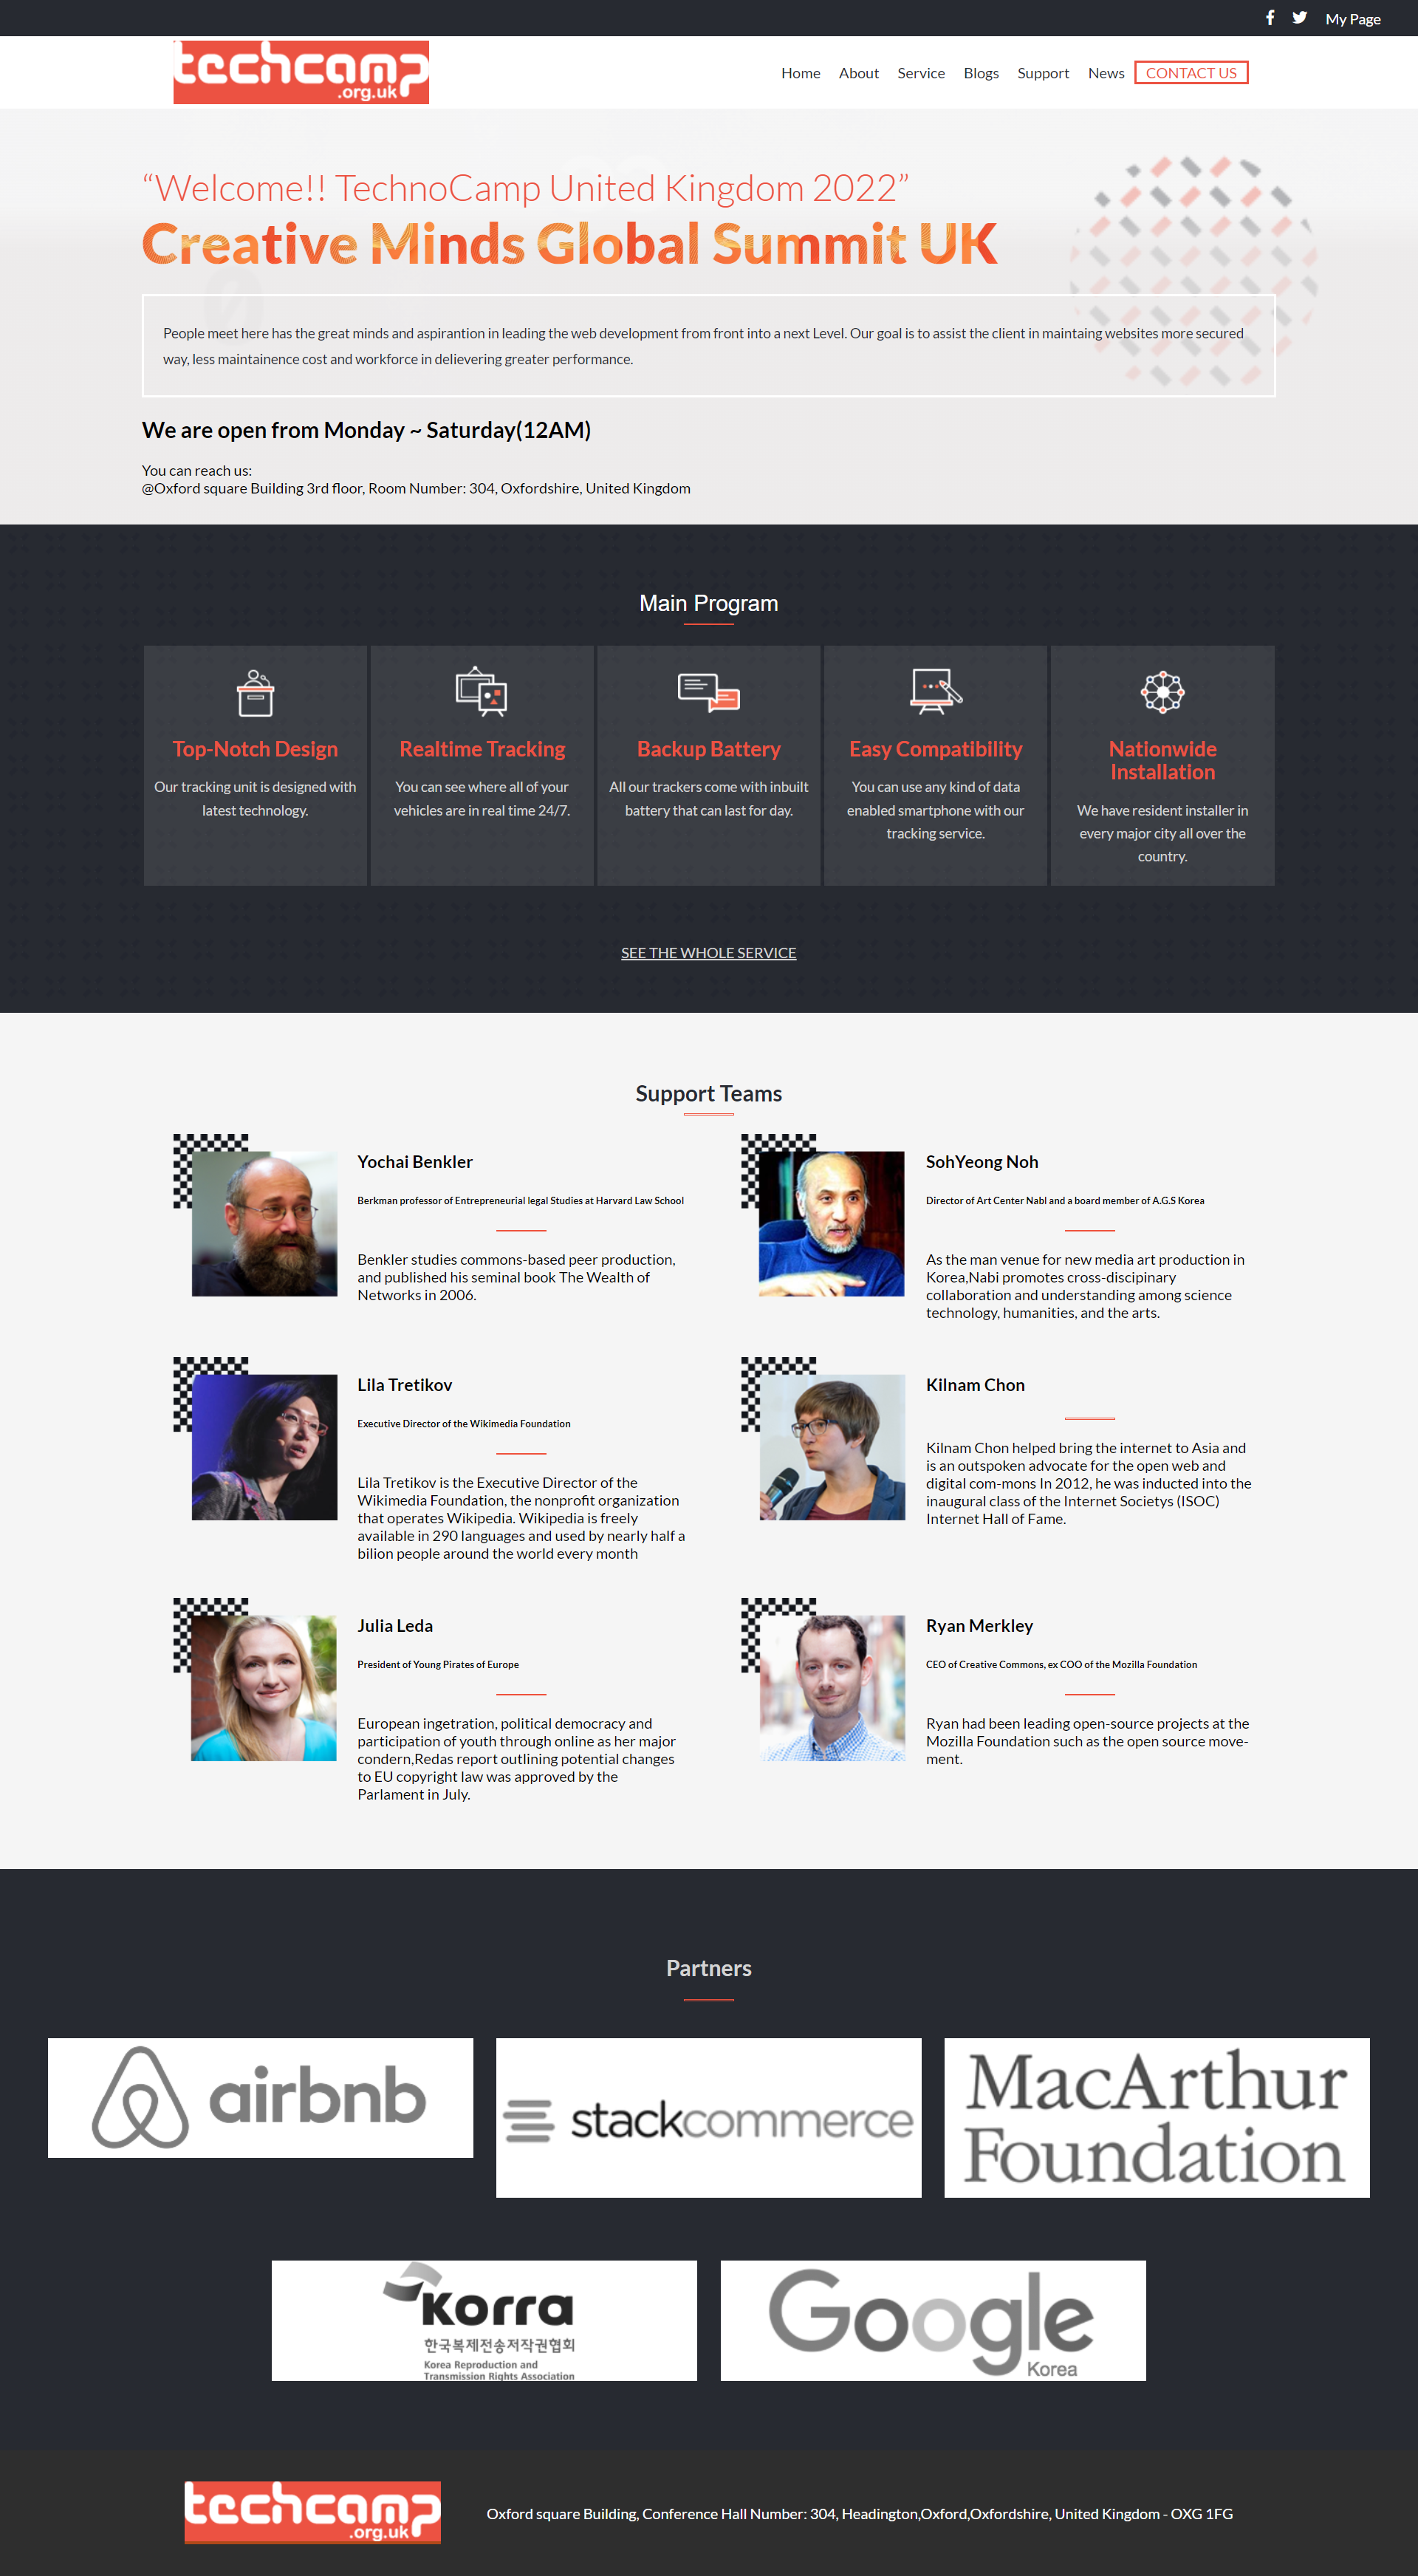 My Page
techcamp
.org.uk
Home About Service Blogs Support News CONTACT US
“Welcome!! TechnoCamp United Kingdom 2022”
Creative Minds Global Summit UK
People meet here has the great minds and aspirantion in leading the web development from front into a next Level. Our goal is to assist the client in maintaing websites more secured
way, less maintainence cost and workforce in delievering greater performance.
We are open from Monday ~ Saturday(12AM)
You can reach us:
@Oxford square Building 3rd floor, Room Number: 304, Oxfordshire, United Kingdom
Main Program
Top-Notch Design
Our tracking unit is designed with
latest technology.
Realtime Tracking
You can see where all of your
vehicles are in real time 24/7.
Backup Battery
All our trackers come with inbuilt
battery that can last for day.
Easy Compatibility
You can use any kind of data
enabled smartphone with our
tracking service.
Nationwide
Installation
We have resident installer in
every major city all over the
country.
SEE THE WHOLE SERVICE
Support Teams
Yochai Benkler
Berkman professor of Entrepreneurial legal Studies at Harvard Law School
Benkler studies commons-based peer production,
and published his seminal book The Wealth of
Networks in 2006.
SohYeong Noh
Director of Art Center Nabl and a board member of A.G.S Korea
As the man venue for new media art production in
Korea,Nabi promotes cross-discipinary
collaboration and understanding among science
technology, humanities, and the arts.
Lila Tretikov
Executive Director of the Wikimedia Foundation
Lila Tretikov is the Executive Director of the
Wikimedia Foundation, the nonprofit organization
that operates Wikipedia. Wikipedia is freely
available in 290 languages and used by nearly half a
bilion people around the world every month
Kilnam Chon
Kilnam Chon helped bring the internet to Asia and
is an outspoken advocate for the open web and
digital com-mons In 2012, he was inducted into the
inaugural class of the Internet Societys (ISOC)
Internet Hall of Fame.
Julia Leda
President of Young Pirates of Europe
European ingetration, political democracy and
participation of youth through online as her major
condern,Redas report outlining potential changes
to EU copyright law was approved by the
Parlament in July.
Ryan Merkley
CEO of Creative Commons, ex COO of the Mozilla Foundation
Ryan had been leading open-source projects at the
Mozilla Foundation such as the open source move-
ment.
Partners
airbnb
stackcommerce
MacArthur
Foundation
Korra
한국복제전송저작권협회
Korea Reproduction and
Transmission Rights Association
Google
Korea
techcamp
.org.uk
Oxford square Building, Conference Hall Number: 304, Headington,Oxford,Oxfordshire, United Kingdom - OXG 1FG